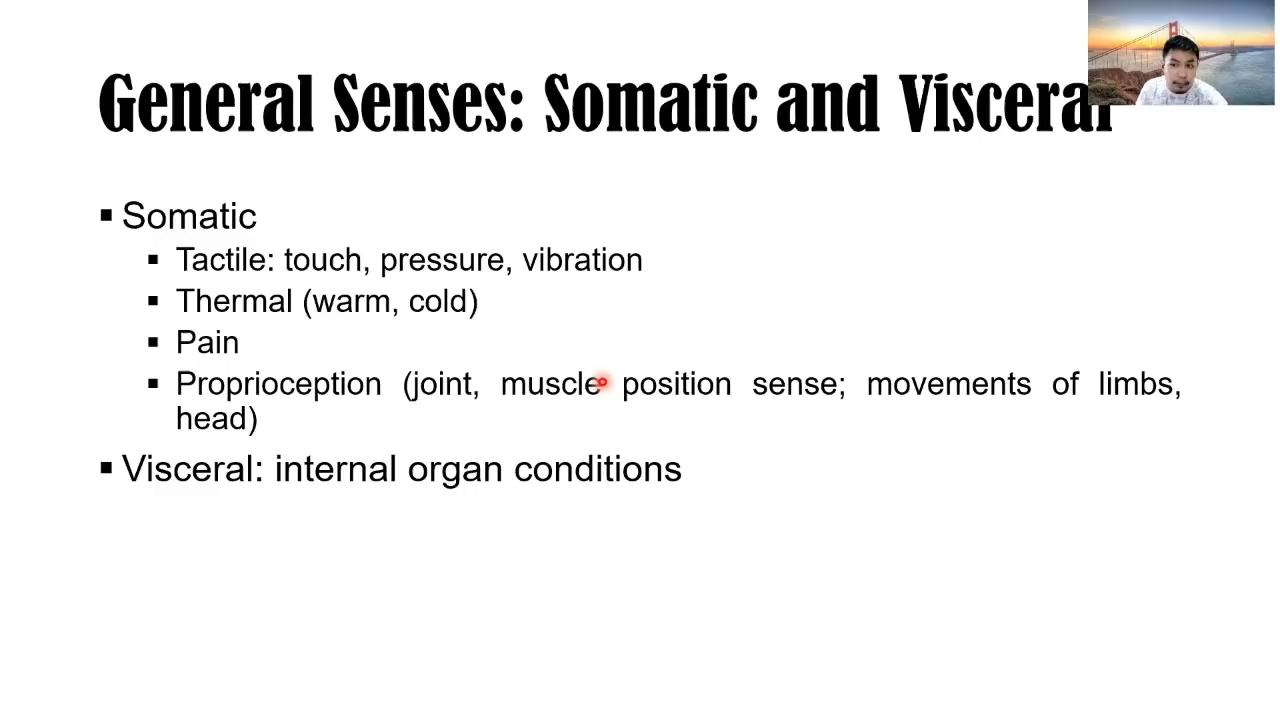 General Senses: Somatic and Visceral
▪ Somatic
▪ Tactile: touch, pressure, vibration
▪ Thermal (warm, cold)
▪ Pain
▪ Proprioception (joint, muscle position sense; movements of limbs,
head)
▪ Visceral: internal organ conditions